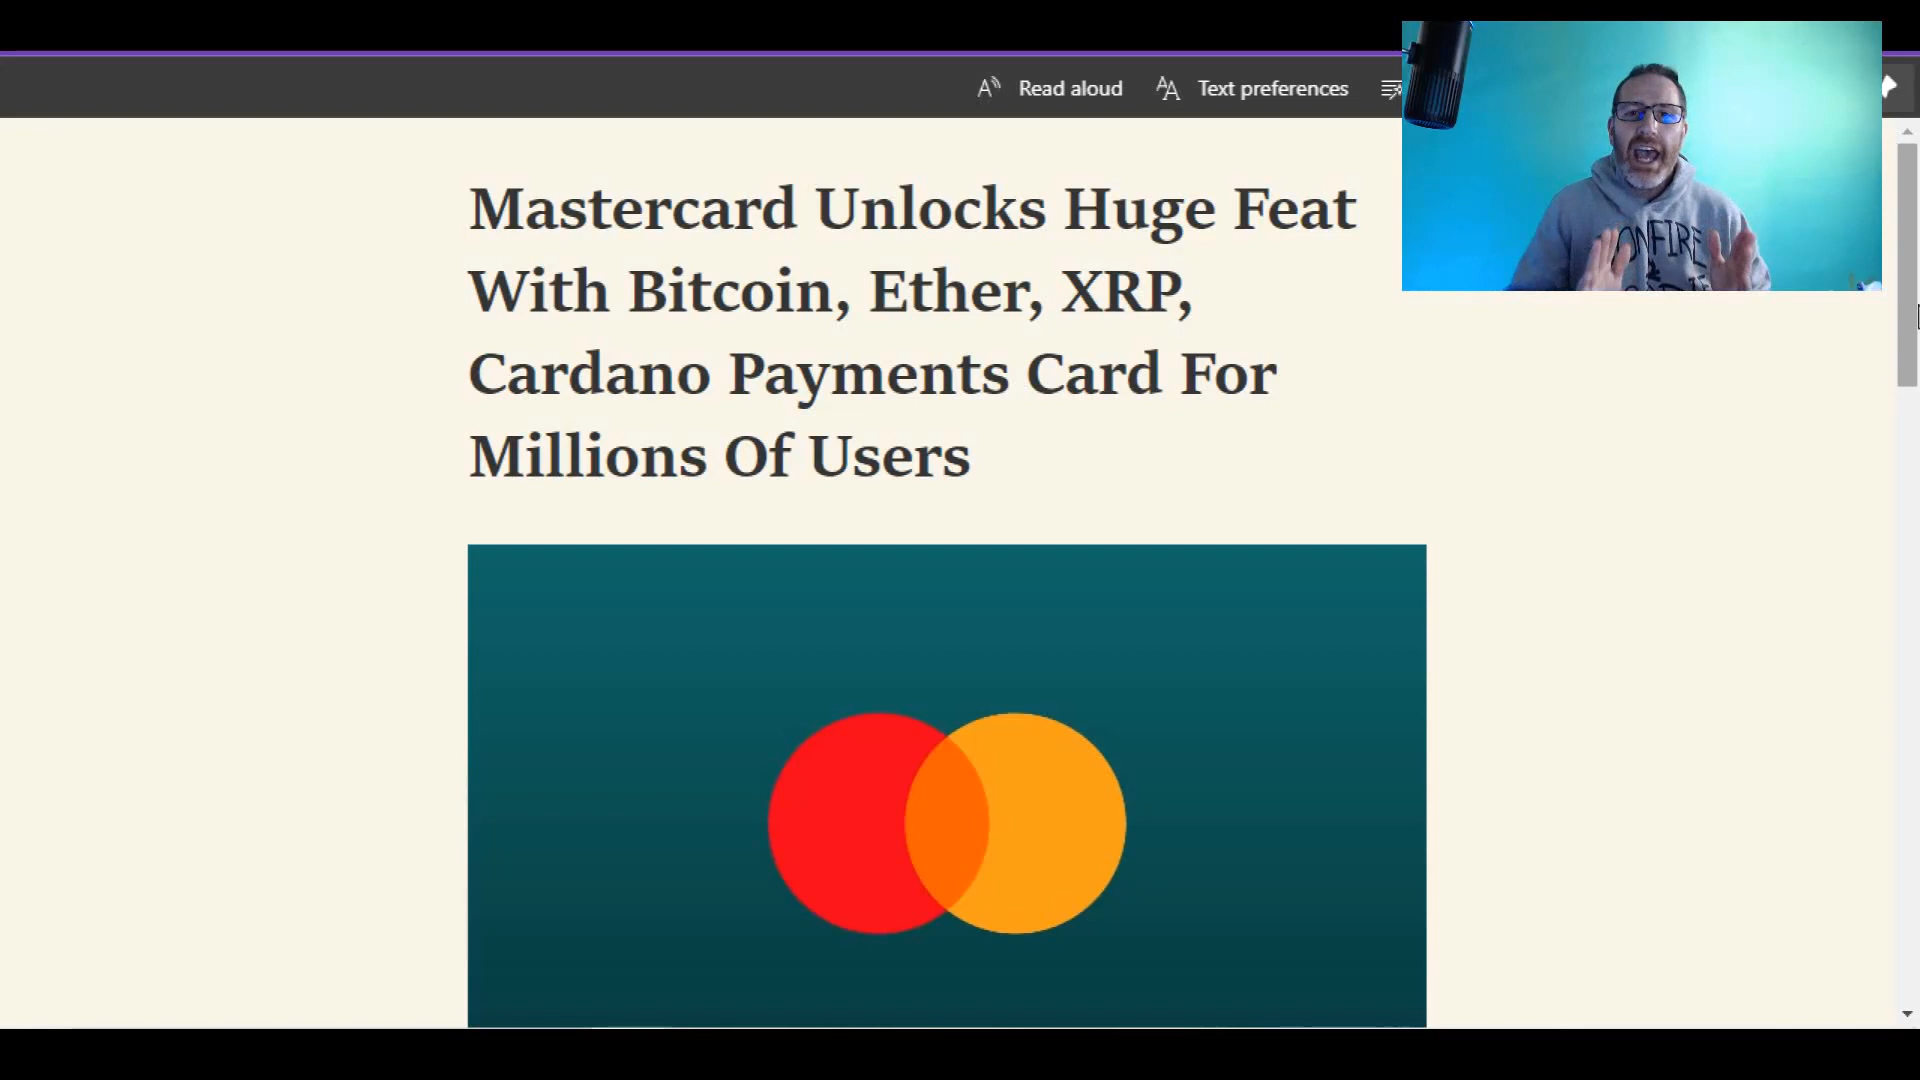 Read aloud
Text preferences
Mastercard Unlocks Huge Feat
With Bitcoin, Ether, XRP,
Cardano Payments Card For
Millions Of Users